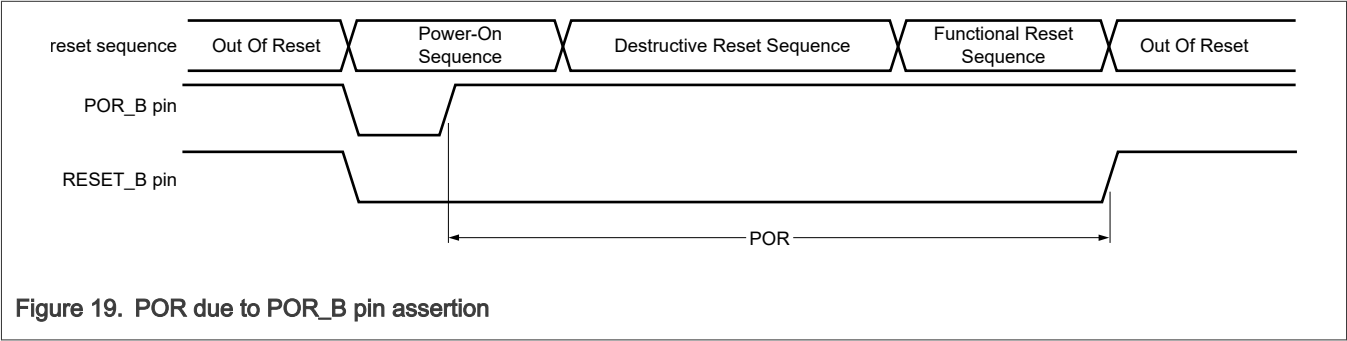 reset sequence Out Of Reset Power-On Sequence Destructive Reset Sequence Functional Reset Sequence Out Of Reset
POR_B pin
RESET_B pin
POR
Figure 19. POR due to POR_B pin assertion